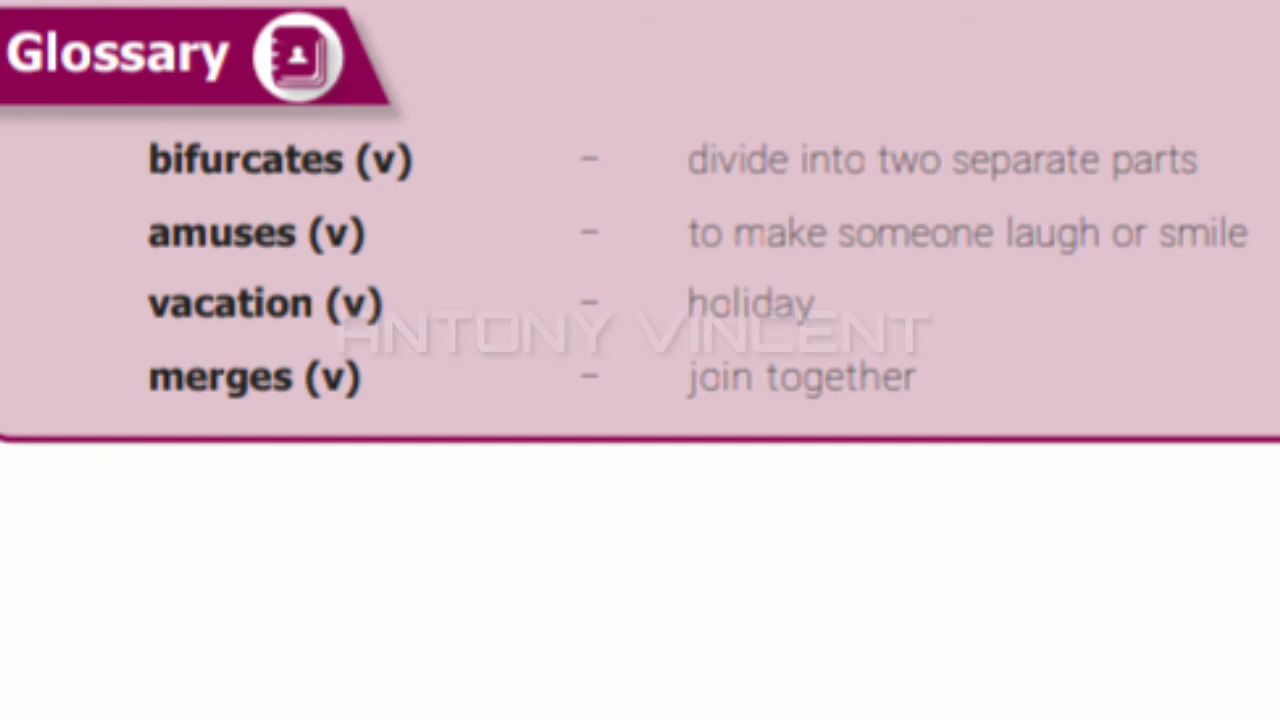 Glossary
bifurcates (v) – divide into two separate parts
amuses (v) – to make someone laugh or smile
vacation (v) – holiday
ANTONY VINCENT
merges (v) – join together